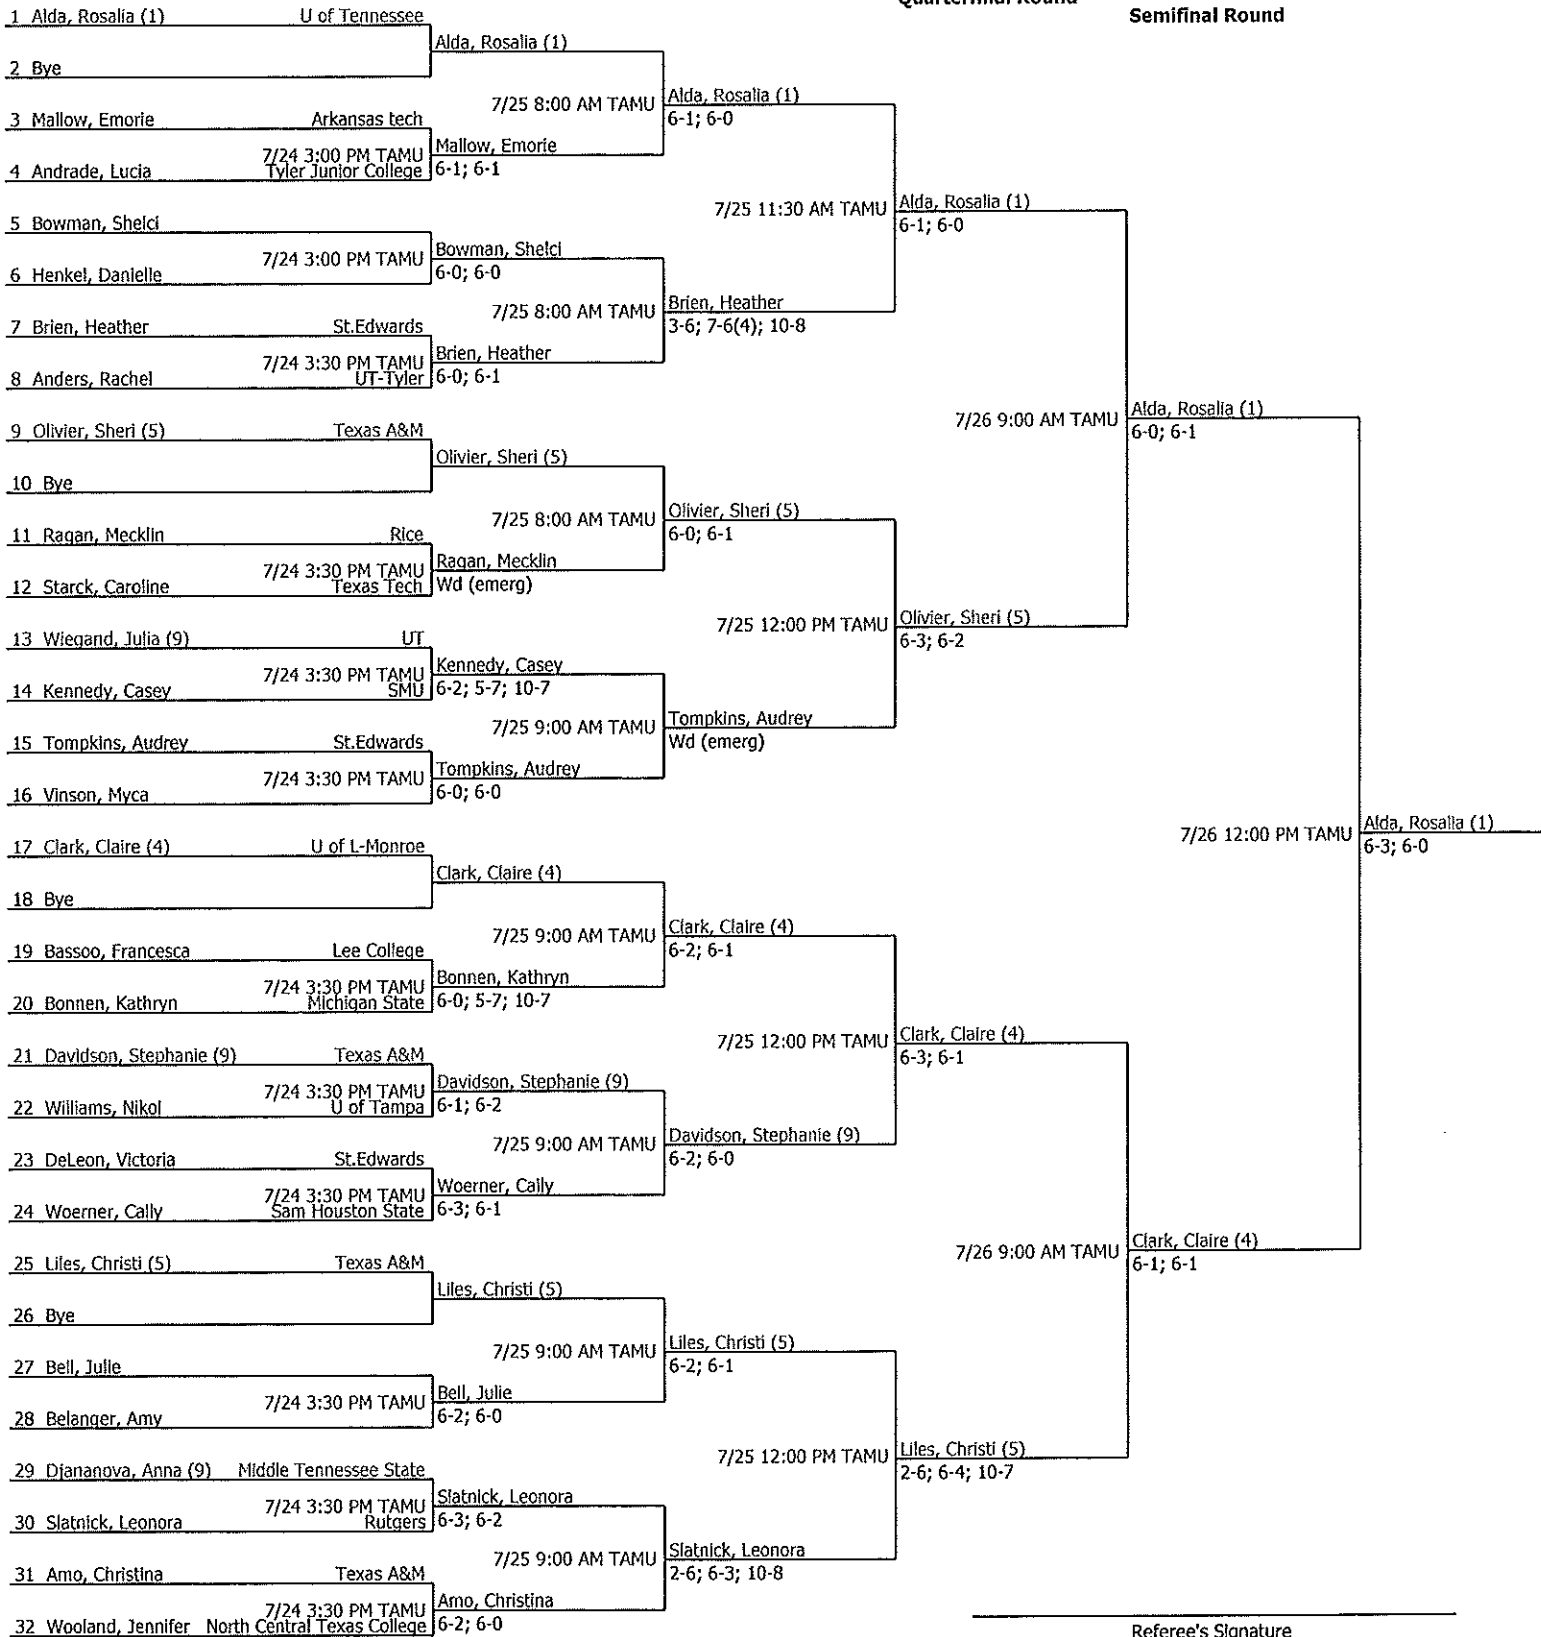 Quarterfinal Round
Semifinal Round
1 Alda, Rosalia (1) U of Tennessee
Alda, Rosalia (1)
2 Bye
7/25 8:00 AM TAMU
Alda, Rosalia (1)
6-1; 6-0
3 Mallow, Emorie Arkansas tech
7/24 3:00 PM TAMU
Mallow, Emorie
6-1; 6-1
4 Andrade, Lucia Tyler Junior College
7/25 11:30 AM TAMU
Alda, Rosalia (1)
6-1; 6-0
5 Bowman, Shelci
7/24 3:00 PM TAMU
Bowman, Shelci
6-0; 6-0
6 Henkel, Danielle
7/25 8:00 AM TAMU
Brien, Heather
3-6; 7-6(4); 10-8
7 Brien, Heather St.Edwards
7/24 3:30 PM TAMU
Brien, Heather
6-0; 6-1
8 Anders, Rachel UT-Tyler
7/26 9:00 AM TAMU
Alda, Rosalia (1)
6-0; 6-1
9 Olivier, Sheri (5) Texas A&M
Olivier, Sheri (5)
10 Bye
7/25 8:00 AM TAMU
Olivier, Sheri (5)
6-0; 6-1
11 Ragan, Mecklin Rice
7/24 3:30 PM TAMU
Ragan, Mecklin
Wd (emerg)
12 Starck, Caroline Texas Tech
7/25 12:00 PM TAMU
Olivier, Sheri (5)
6-3; 6-2
13 Wiegand, Julia (9) UT
7/24 3:30 PM TAMU
Kennedy, Casey
6-2; 5-7; 10-7
14 Kennedy, Casey SMU
7/25 9:00 AM TAMU
Tompkins, Audrey
Wd (emerg)
15 Tompkins, Audrey St.Edwards
7/24 3:30 PM TAMU
Tompkins, Audrey
6-0; 6-0
16 Vinson, Myca
7/26 12:00 PM TAMU
Alda, Rosalia (1)
6-3; 6-0
17 Clark, Claire (4) U of L-Monroe
Clark, Claire (4)
18 Bye
7/25 9:00 AM TAMU
Clark, Claire (4)
6-2; 6-1
19 Bassoo, Francesca Lee College
7/24 3:30 PM TAMU
Bonnen, Kathryn
6-0; 5-7; 10-7
20 Bonnen, Kathryn Michigan State
7/25 12:00 PM TAMU
Clark, Claire (4)
6-3; 6-1
21 Davidson, Stephanie (9) Texas A&M
7/24 3:30 PM TAMU
Davidson, Stephanie (9)
6-1; 6-2
22 Williams, Nikol U of Tampa
7/25 9:00 AM TAMU
Davidson, Stephanie (9)
6-2; 6-0
23 DeLeon, Victoria St.Edwards
7/24 3:30 PM TAMU
Woerner, Cally
6-3; 6-1
24 Woerner, Cally Sam Houston State
7/26 9:00 AM TAMU
Clark, Claire (4)
6-1; 6-1
25 Liles, Christi (5) Texas A&M
Liles, Christi (5)
26 Bye
7/25 9:00 AM TAMU
Liles, Christi (5)
6-2; 6-1
27 Bell, Julie
7/24 3:30 PM TAMU
Bell, Julie
6-2; 6-0
28 Belanger, Amy
7/25 12:00 PM TAMU
Liles, Christi (5)
2-6; 6-4; 10-7
29 Djananova, Anna (9) Middle Tennessee State
7/24 3:30 PM TAMU
Slatnick, Leonora
6-3; 6-2
30 Slatnick, Leonora Rutgers
7/25 9:00 AM TAMU
Slatnick, Leonora
2-6; 6-3; 10-8
31 Amo, Christina Texas A&M
7/24 3:30 PM TAMU
Amo, Christina
6-2; 6-0
32 Wooland, Jennifer North Central Texas College
Referee's Signature